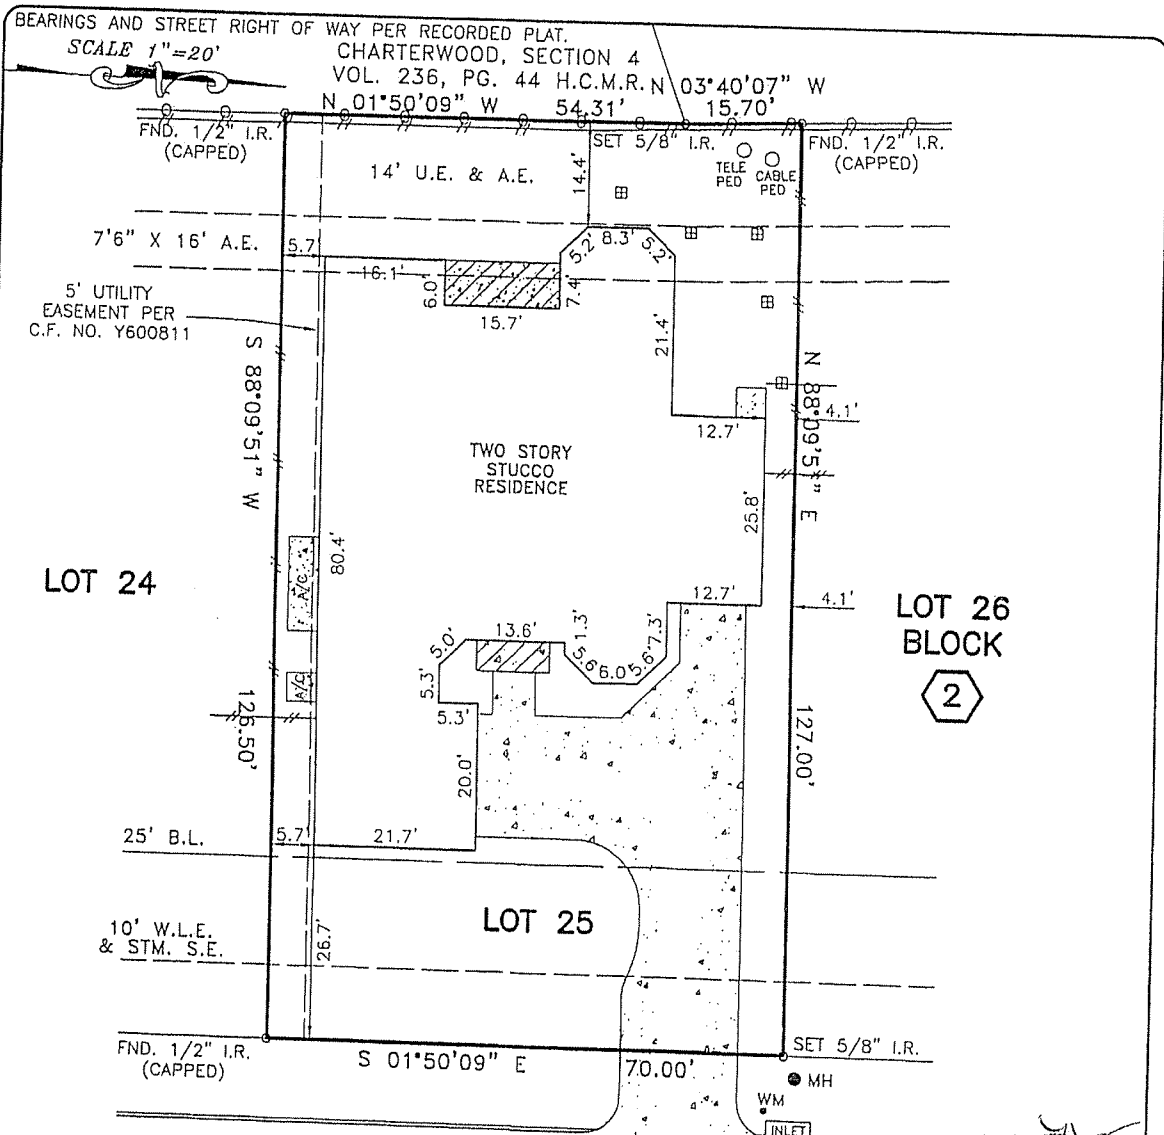 BEARINGS AND STREET RIGHT OF WAY PER RECORDED PLAT.
SCALE 1"=20'
CHARTERWOOD, SECTION 4
VOL. 236, PG. 44 H.C.M.R.
N 03°40'07" W
N 01°50'09" W
54.31'
15.70'
FND. 1/2" I.R.
(CAPPED)
SET 5/8" I.R.
FND. 1/2" I.R.
(CAPPED)
TELE
PED
CABLE
PED
14' U.E. & A.E.
14.4'
7'6" X 16' A.E.
5.7'
5.2'
8.3'
5.2'
16.1'
6.0'
7.4'
15.7'
5' UTILITY
EASEMENT PER
C.F. NO. Y600811
21.4'
S 88°09'51" W
N 88°09'51" E
4.1'
12.7'
TWO STORY
STUCCO
RESIDENCE
25.8'
80.4'
LOT 24
A/C
12.7'
4.1'
LOT 26
BLOCK
2
13.6'
1.3'
5.0'
5.6'
6.0'
5.6'
7.3'
5.3'
A/C
5.3'
126.50'
127.00'
20.0'
25' B.L.
5.7'
21.7'
LOT 25
10' W.L.E.
& STM. S.E.
26.7'
FND. 1/2" I.R.
(CAPPED)
S 01°50'09" E
70.00'
SET 5/8" I.R.
MH
WM
INLET